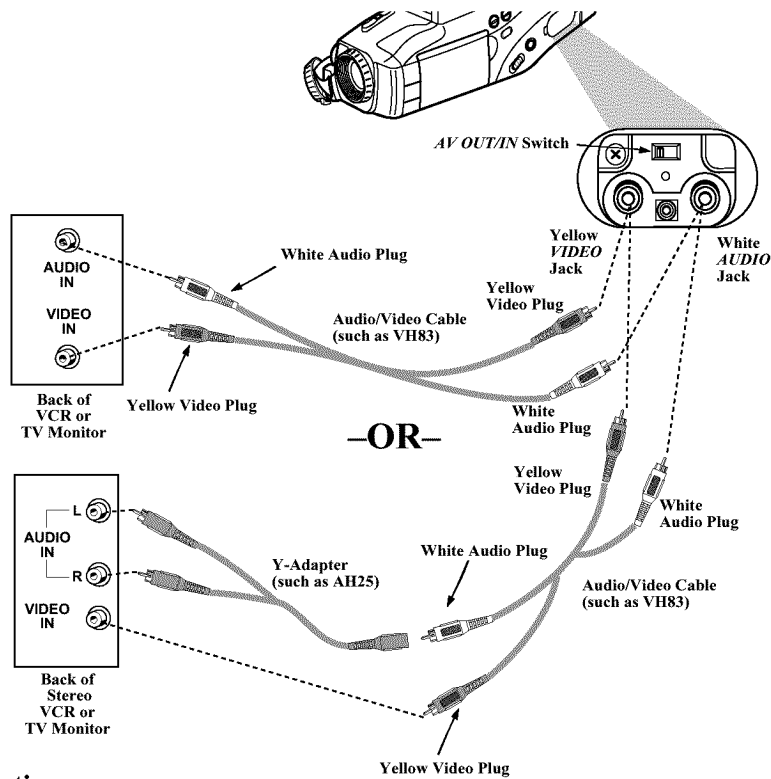 AV OUT/IN Switch
Yellow
VIDEO
Jack
White
AUDIO
Jack
AUDIO
IN
VIDEO
IN
Back of
VCR or
TV Monitor
White Audio Plug
Yellow Video Plug
Audio/Video Cable
(such as VH83)
Yellow
Video Plug
White
Audio Plug
–OR–
Yellow
Video Plug
White
Audio Plug
L
AUDIO
IN
R
VIDEO
IN
Back of
Stereo
VCR or
TV Monitor
Y-Adapter
(such as AH25)
White Audio Plug
Audio/Video Cable
(such as VH83)
Yellow Video Plug